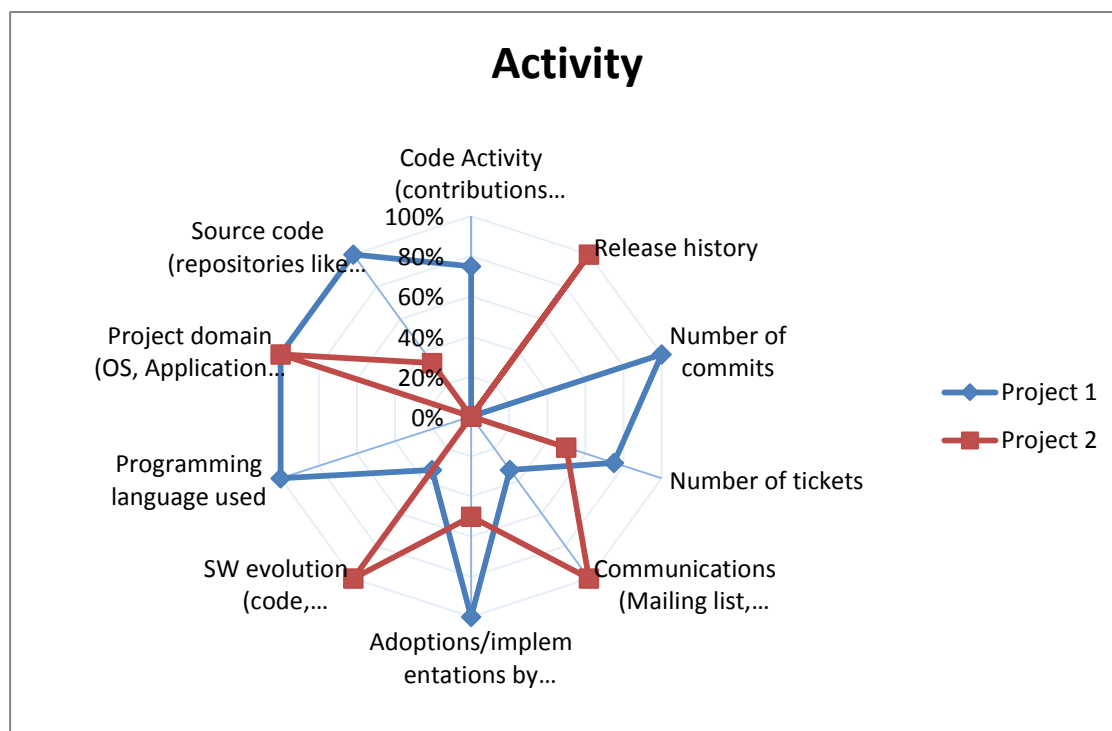 Activity
Code Activity
(contributions…
100%
80%
60%
40%
20%
0%
Release history
Number of
commits
Number of tickets
Communications
(Mailing list,…
Adoptions/implem
entations by…
SW evolution
(code,…
Programming
language used
Project domain
(OS, Application…
Source code
(repositories like…
Project 1
Project 2